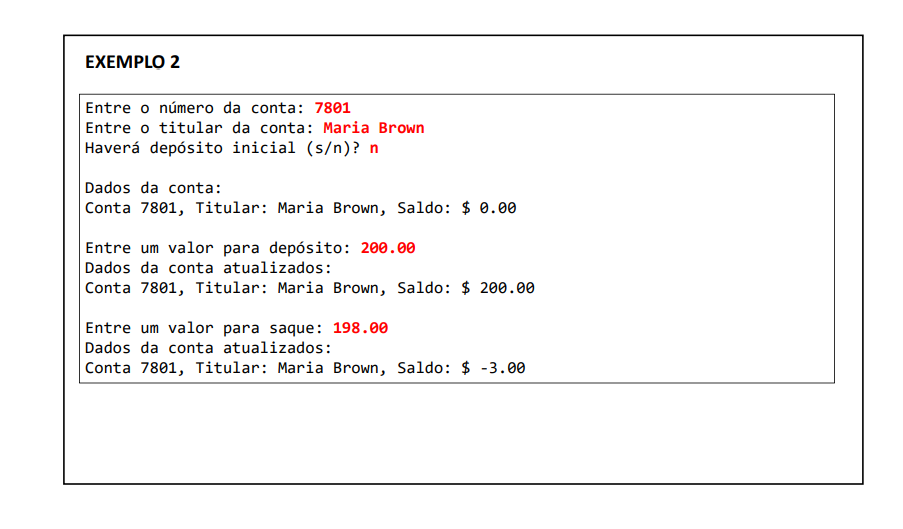 EXEMPLO 2
Entre o número da conta: 7801
Entre o titular da conta: Maria Brown
Haverá depósito inicial (s/n)? n
Dados da conta:
Conta 7801, Titular: Maria Brown, Saldo: $ 0.00
Entre um valor para depósito: 200.00
Dados da conta atualizados:
Conta 7801, Titular: Maria Brown, Saldo: $ 200.00
Entre um valor para saque: 198.00
Dados da conta atualizados:
Conta 7801, Titular: Maria Brown, Saldo: $ -3.00